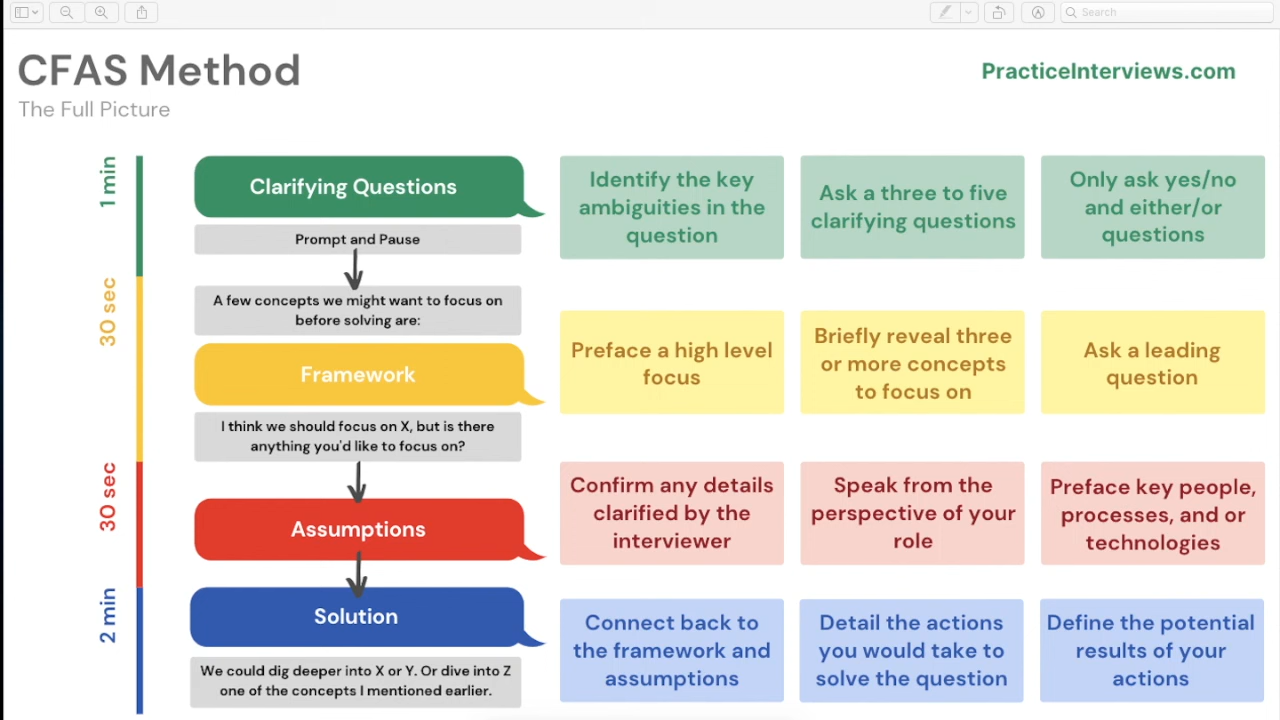 Search
CFAS Method
PracticeInterviews.com
The Full Picture
1 min
Clarifying Questions
Prompt and Pause
Identify the key
ambiguities in the
question
Ask a three to five
clarifying questions
Only ask yes/no
and either/or
questions
30 sec
A few concepts we might want to focus on
before solving are:
Framework
I think we should focus on X, but is there
anything you'd like to focus on?
Preface a high level
focus
Briefly reveal three
or more concepts
to focus on
Ask a leading
question
30 sec
Assumptions
Confirm any details
clarified by the
interviewer
Speak from the
perspective of your
role
Preface key people,
processes, and or
technologies
2 min
Solution
We could dig deeper into X or Y. Or dive into Z
one of the concepts I mentioned earlier.
Connect back to
the framework and
assumptions
Detail the actions
you would take to
solve the question
Define the potential
results of your
actions